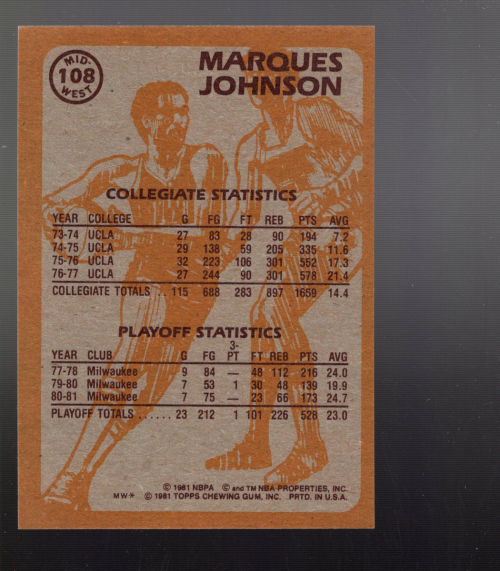 MID-
108
WEST
MARQUES
JOHNSON
COLLEGIATE STATISTICS
YEAR COLLEGE G FG FT REB PTS AVG
73-74 UCLA 27 83 28 90 194 7.2
74-75 UCLA 29 138 59 205 335 11.6
75-76 UCLA 32 223 106 301 552 17.3
76-77 UCLA 27 244 90 301 578 21.4
COLLEGIATE TOTALS .. 115 688 283 897 1659 14.4
PLAYOFF STATISTICS
3-
YEAR CLUB G FG PT FT REB PTS AVG
77-78 Milwaukee 9 84 — 48 112 216 24.0
79-80 Milwaukee 7 53 1 30 48 139 19.9
80-81 Milwaukee 7 75 — 23 66 173 24.7
PLAYOFF TOTALS ...... 23 212 1 101 226 528 23.0
© 1981 NBPA © and TM NBA PROPERTIES, INC.
MW* © 1981 TOPPS CHEWING GUM, INC. PRTD. IN U.S.A.